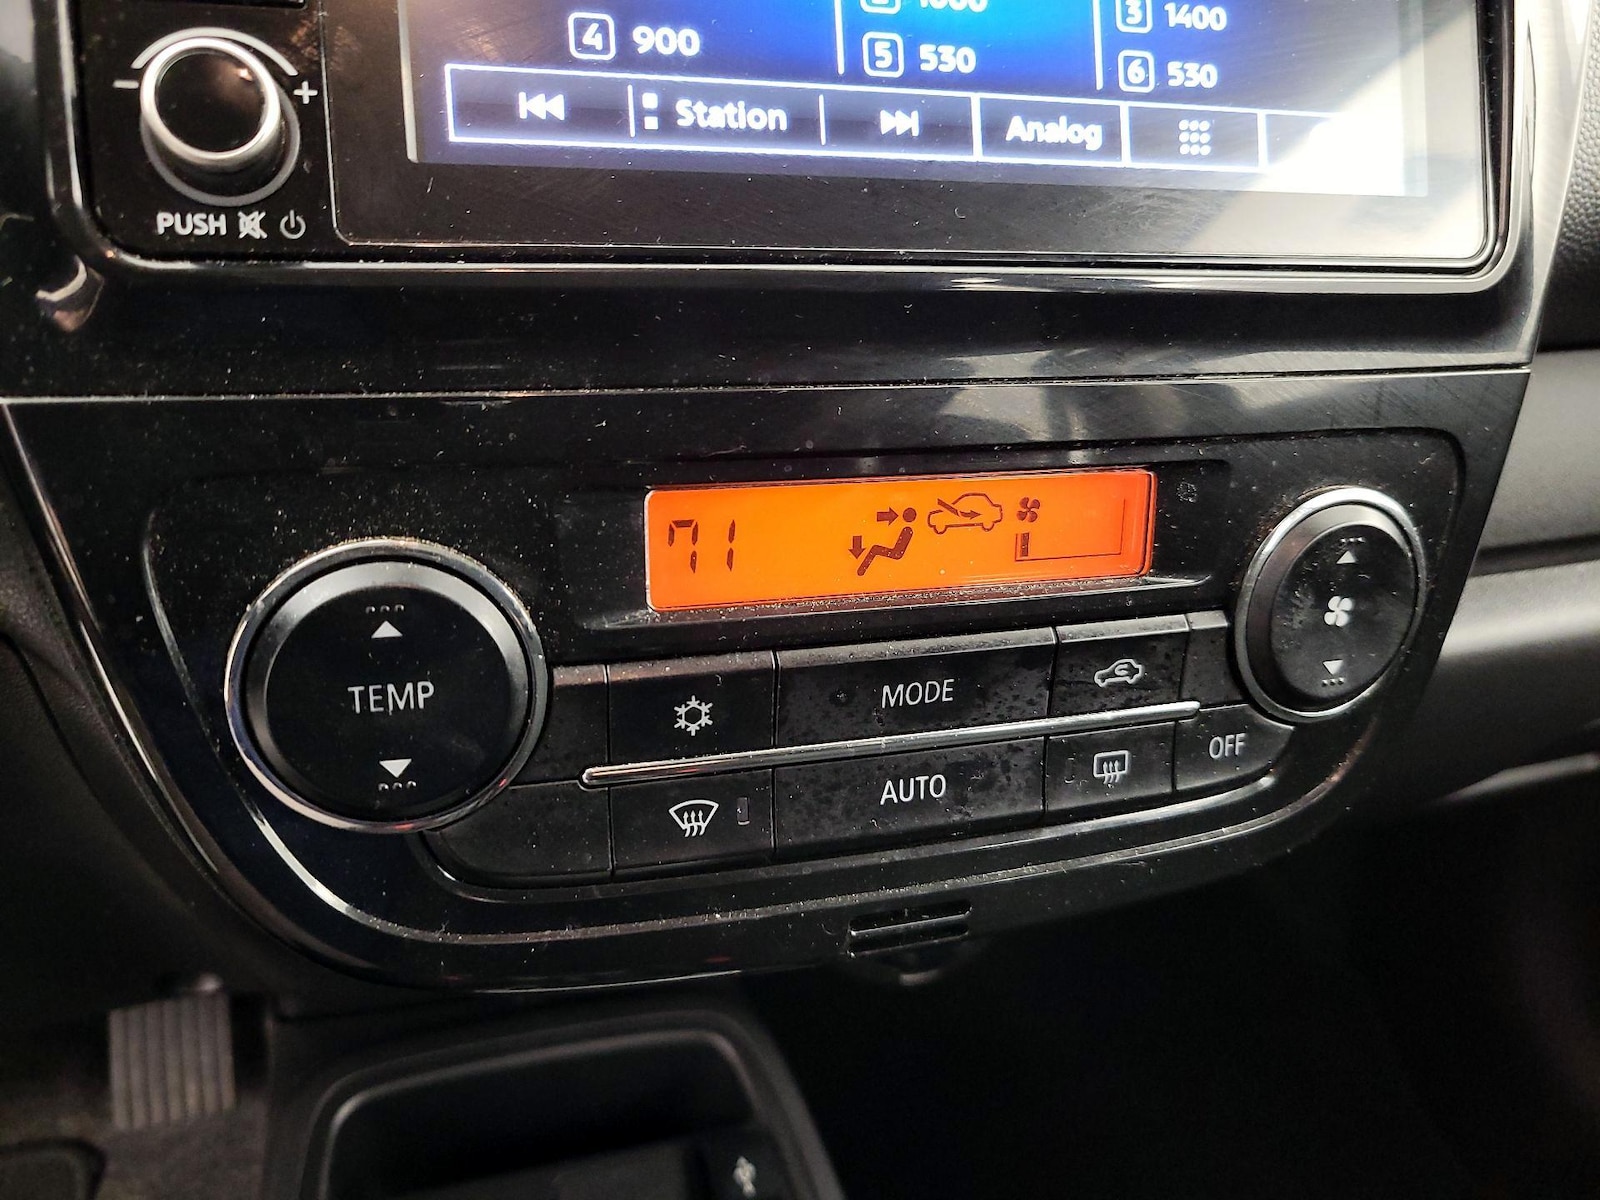 3 1400
4 900
5 530
6 530
Station
Analog
PUSH
71
TEMP
MODE
AUTO
OFF